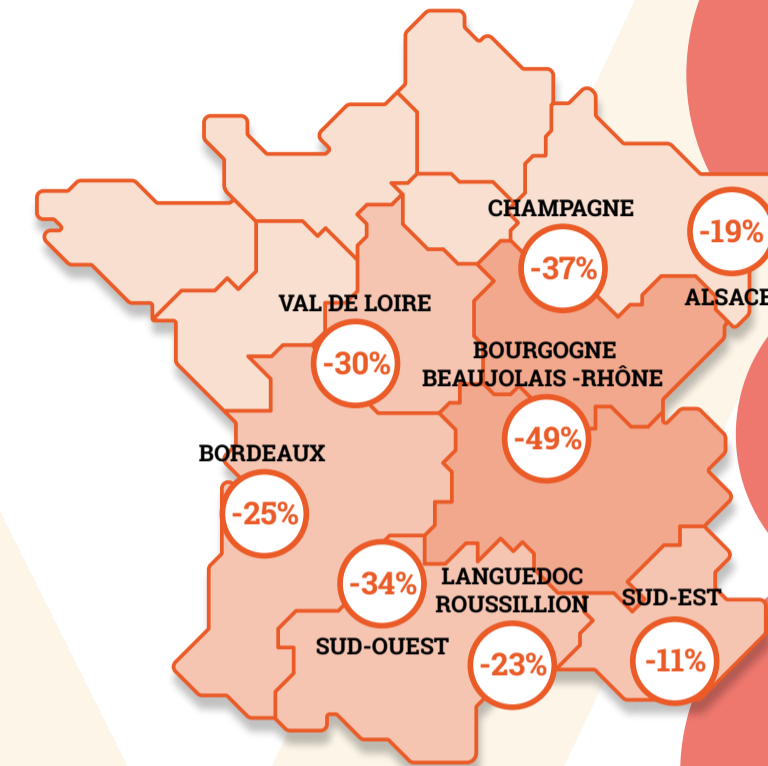 CHAMPAGNE
-37%
-19%
ALSACE
VAL DE LOIRE
-30%
BOURGOGNE
BEAUJOLAIS -RHÔNE
-49%
BORDEAUX
-25%
-34%
SUD-OUEST
LANGUEDOC
ROUSSILLION
-23%
SUD-EST
-11%